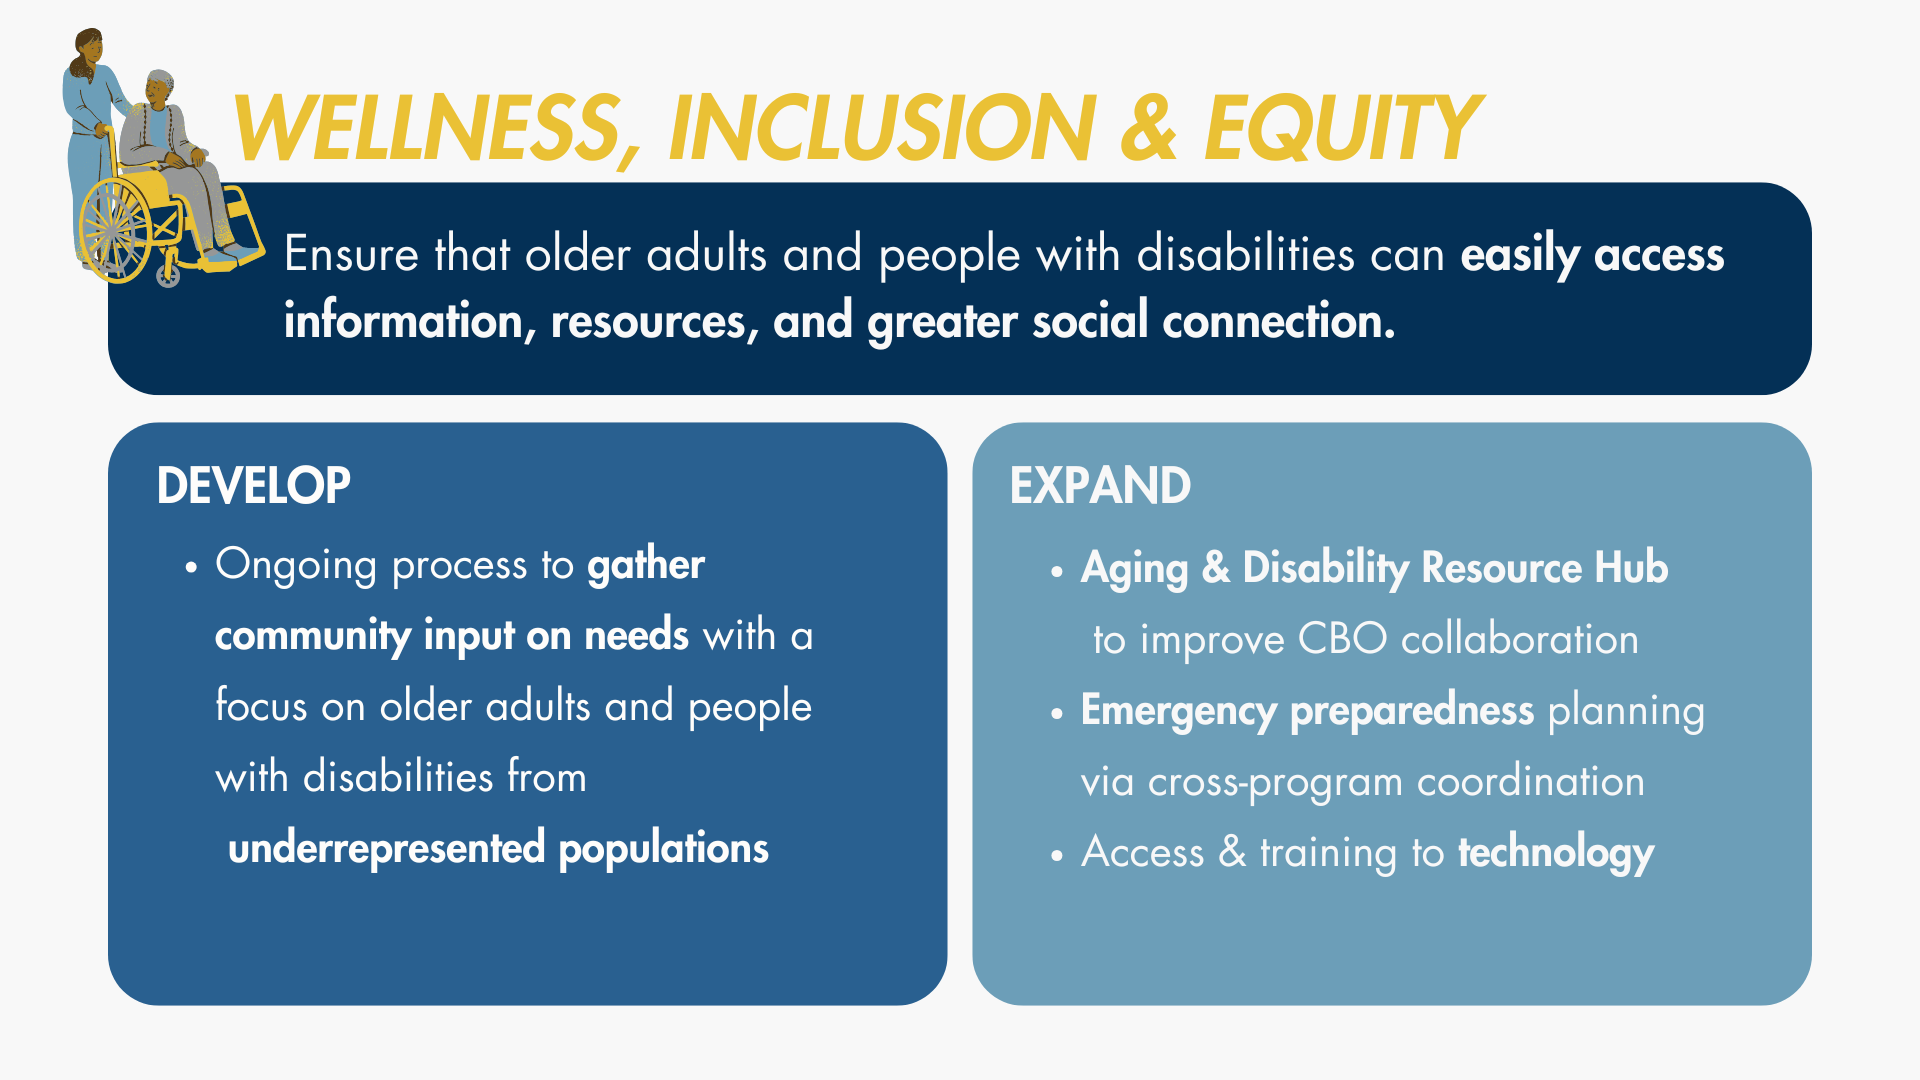 WELLNESS, INCLUSION & EQUITY
Ensure that older adults and people with disabilities can easily access
information, resources, and greater social connection.
DEVELOP
• Ongoing process to gather
community input on needs with a
focus on older adults and people
with disabilities from
underrepresented populations
EXPAND
• Aging & Disability Resource Hub
to improve CBO collaboration
• Emergency preparedness planning
via cross-program coordination
• Access & training to technology